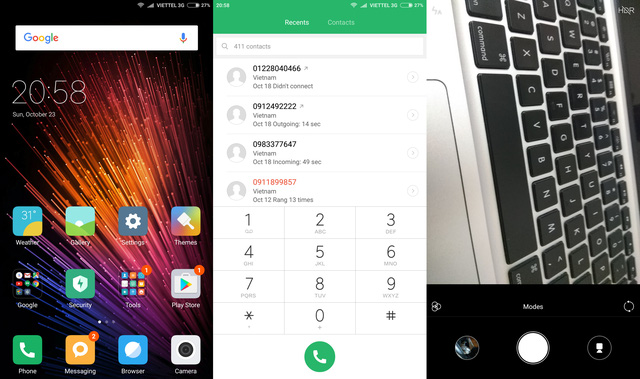 VIETTEL 3G 27%
Google
20:58
Sun, October 23
31°
Weather
Gallery
Settings
Themes
Google
Security
1
Tools
1
Play Store
Phone
2
Messaging
Browser
Camera
20:58 VIETTEL 3G 27%
Recents Contacts
411 contacts
01228040466
Vietnam
Oct 18 Didn't connect
0912492222
Vietnam
Oct 18 Outgoing: 14 sec
0983377647
Vietnam
Oct 18 Incoming: 49 sec
0911899857
Vietnam
Oct 12 Rang 13 times
1 2 3
ABC DEF
4 5 6
GHI JKL MNO
7 8 9
PQRS TUV WXYZ
* 0 #
+
HDR
command
X
C
V
B
N
M
Modes